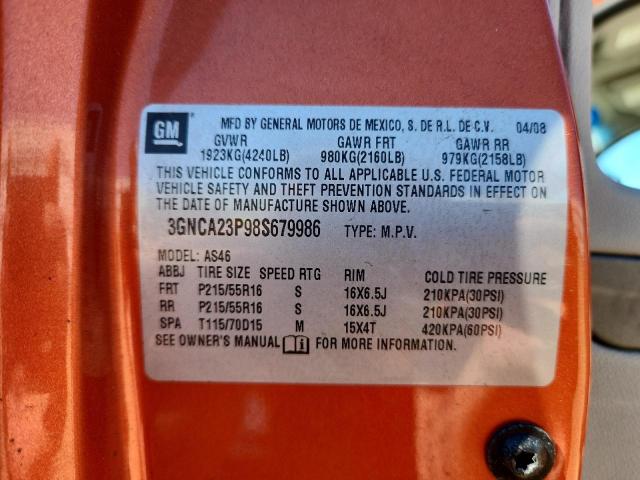 GM
MFD BY GENERAL MOTORS DE MEXICO, S. DE R.L. DE C.V. 04/08
GVWR GAWR FRT GAWR RR
1923KG(4240LB) 980KG(2160LB) 979KG(2158LB)
THIS VEHICLE CONFORMS TO ALL APPLICABLE U.S. FEDERAL MOTOR
VEHICLE SAFETY AND THEFT PREVENTION STANDARDS IN EFFECT ON
THE DATE OF MANUFACTURE SHOWN ABOVE.
3GNCA23P98S679986 TYPE: M.P.V.
MODEL: AS46
ABBJ TIRE SIZE SPEED RTG RIM COLD TIRE PRESSURE
FRT P215/55R16 S 16X6.5J 210KPA(30PSI)
RR P215/55R16 S 16X6.5J 210KPA(30PSI)
SPA T115/70D15 M 15X4T 420KPA(60PSI)
SEE OWNER'S MANUAL FOR MORE INFORMATION.